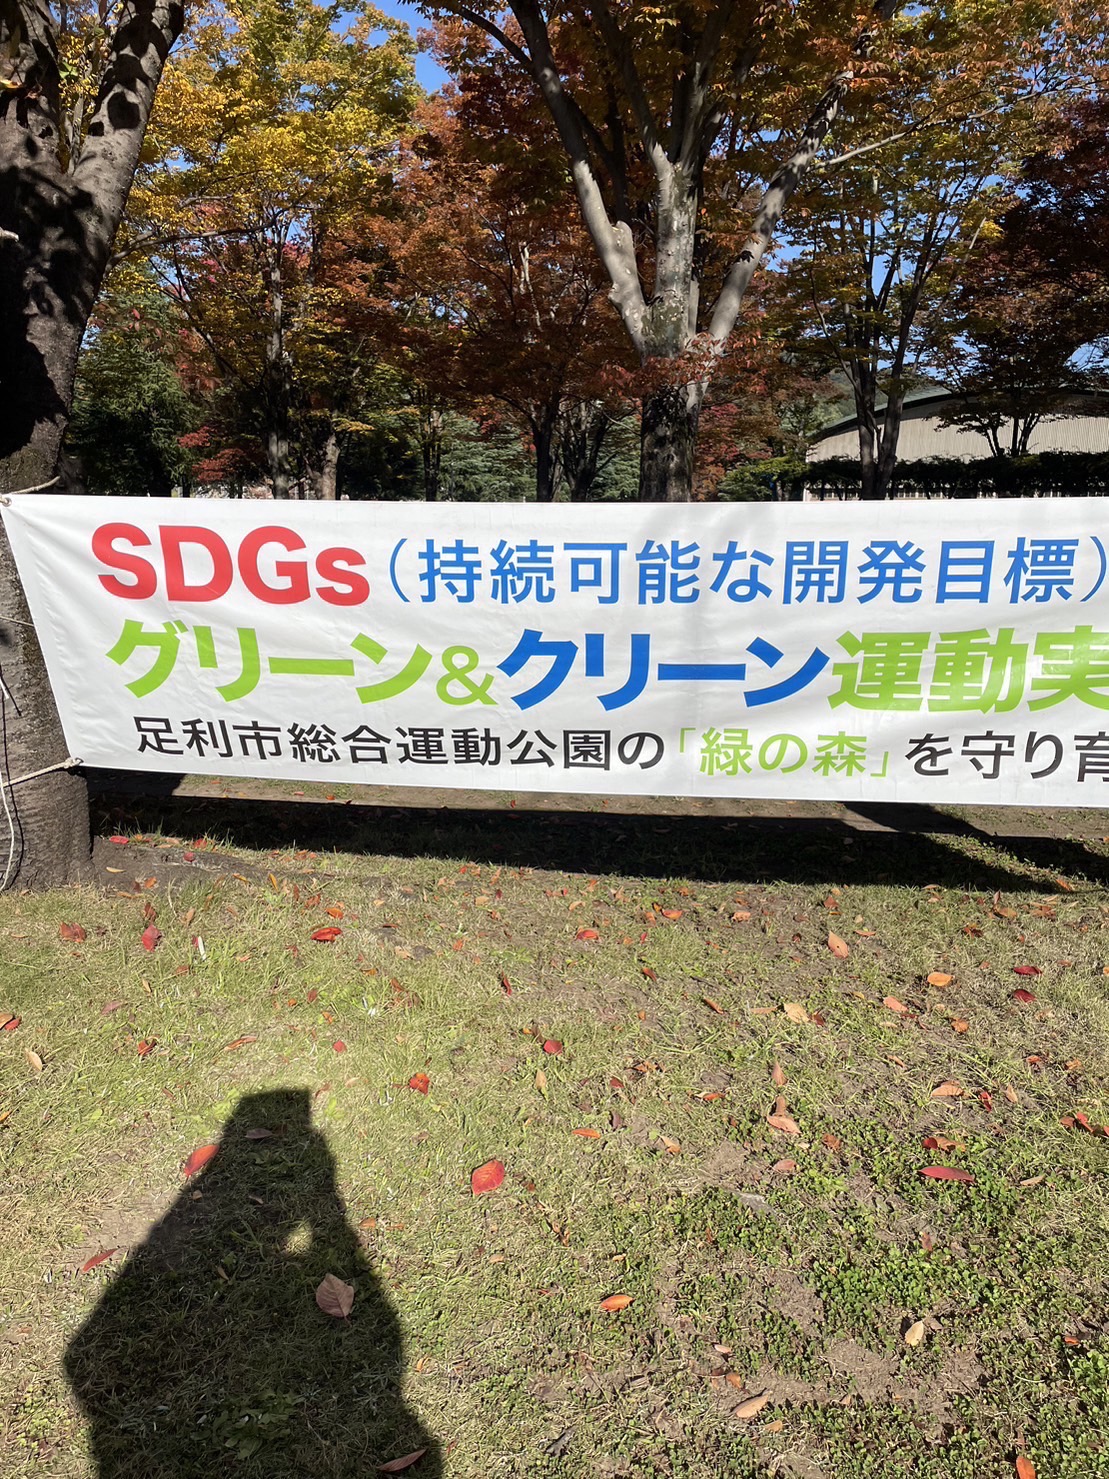 SDGs（持続可能な開発目標）
グリーン&クリーン運動実
足利市総合運動公園の「緑の森」を守り育